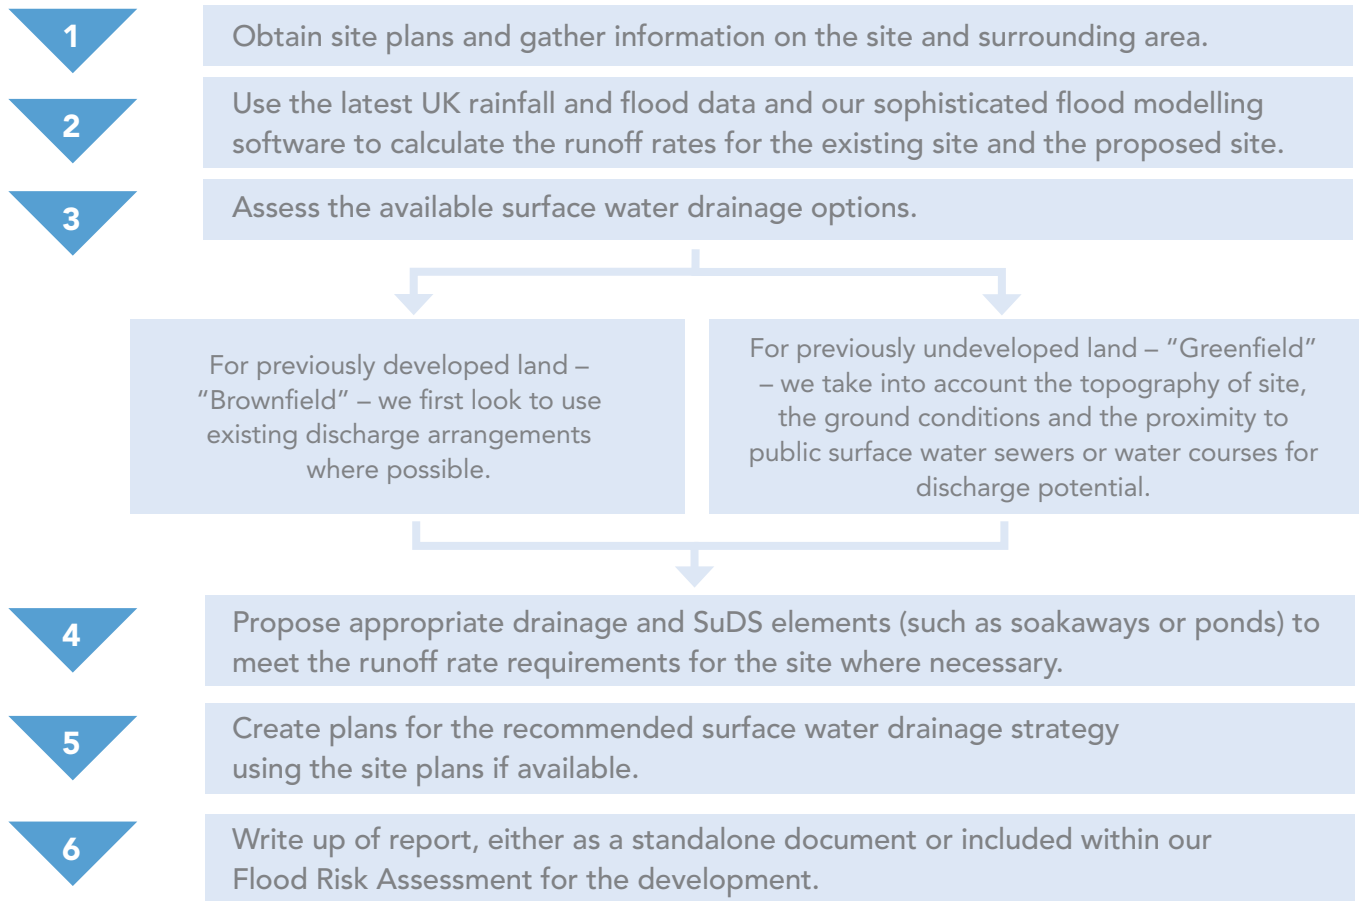 1
Obtain site plans and gather information on the site and surrounding area.
2
Use the latest UK rainfall and flood data and our sophisticated flood modelling
software to calculate the runoff rates for the existing site and the proposed site.
3
Assess the available surface water drainage options.
For previously developed land –
“Brownfield” – we first look to use
existing discharge arrangements
where possible.
For previously undeveloped land – “Greenfield”
– we take into account the topography of site,
the ground conditions and the proximity to
public surface water sewers or water courses for
discharge potential.
4
Propose appropriate drainage and SuDS elements (such as soakaways or ponds) to
meet the runoff rate requirements for the site where necessary.
5
Create plans for the recommended surface water drainage strategy
using the site plans if available.
6
Write up of report, either as a standalone document or included within our
Flood Risk Assessment for the development.